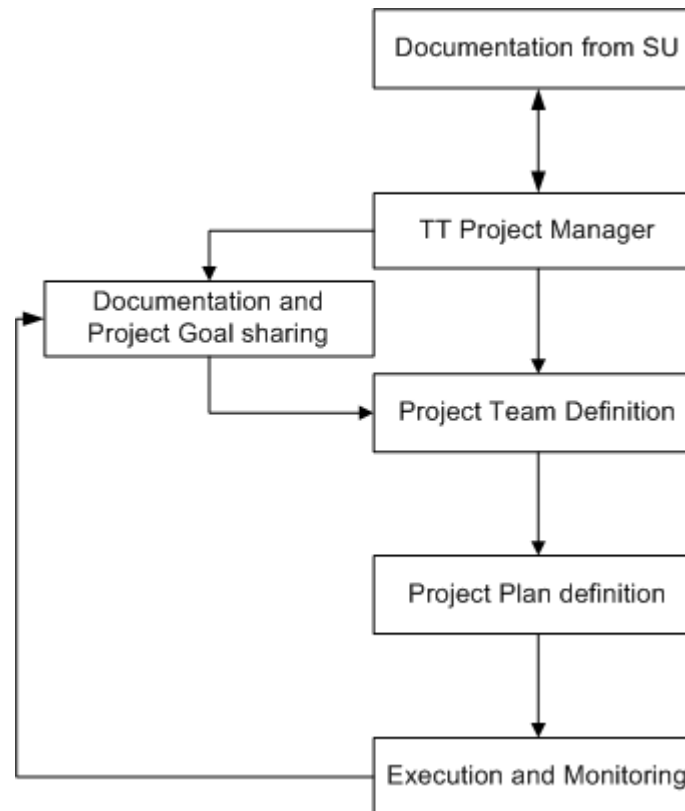 Documentation from SU
TT Project Manager
Documentation and
Project Goal sharing
Project Team Definition
Project Plan definition
Execution and Monitoring